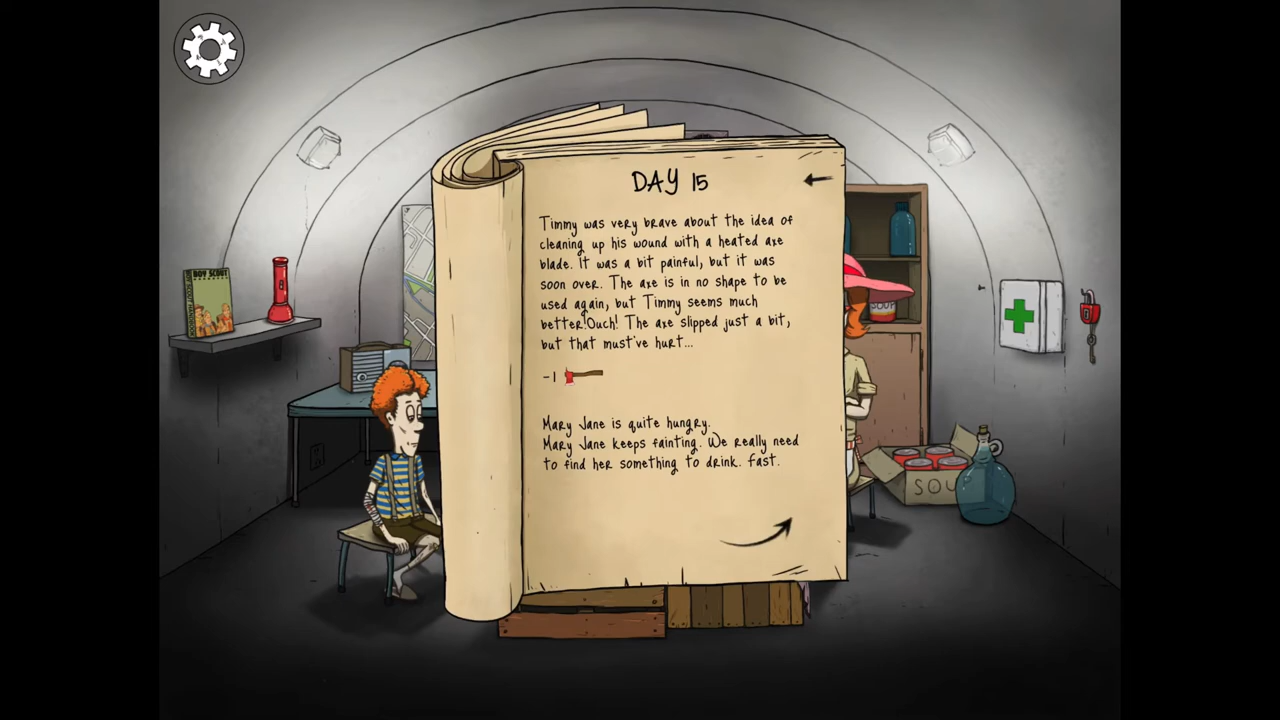 DAY 15
Timmy was very brave about the idea of
cleaning up his wound with a heated axe
blade. It was a bit painful, but it was
soon over. The axe is in no shape to be
used again, but Timmy seems much
better!Ouch! The axe slipped just a bit,
but that must've hurt...
-1
Mary Jane is quite hungry.
Mary Jane keeps fainting. We really need
to find her something to drink. Fast.
BOY SCOUT
SOUP
SOU